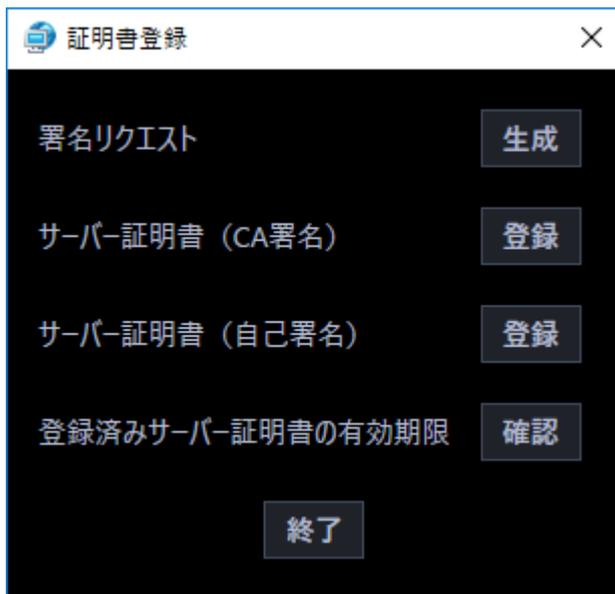 証明書登録
署名リクエスト 生成
サーバー証明書（CA署名） 登録
サーバー証明書（自己署名） 登録
登録済みサーバー証明書の有効期限 確認
終了